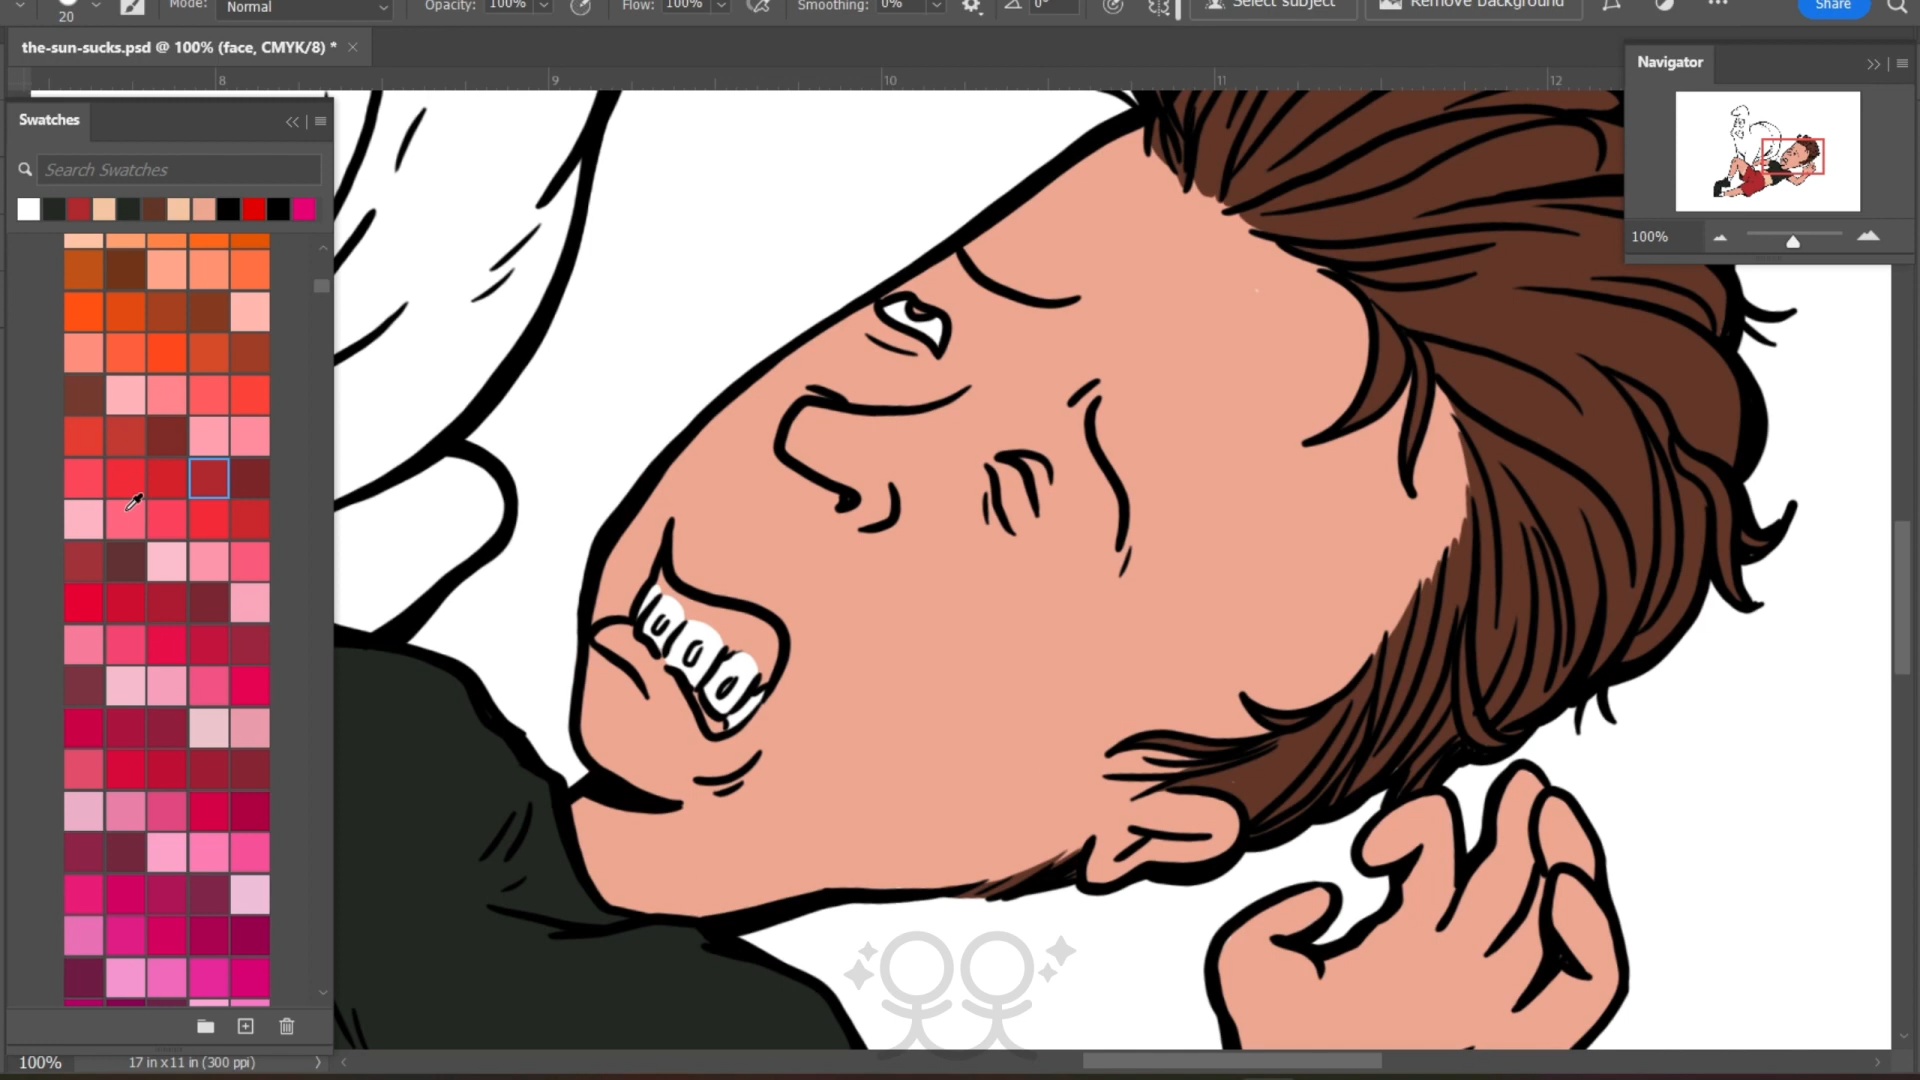 20
Mode:
Normal
Opacity:
100%
Flow:
100%
Smoothing:
0%
0°
Select subject
Remove background
Share
the-sun-sucks.psd @ 100% (face, CMYK/8) *
8
9
10
11
12
Swatches
Search Swatches
Navigator
100%
100%
17 in x 11 in (300 ppi)